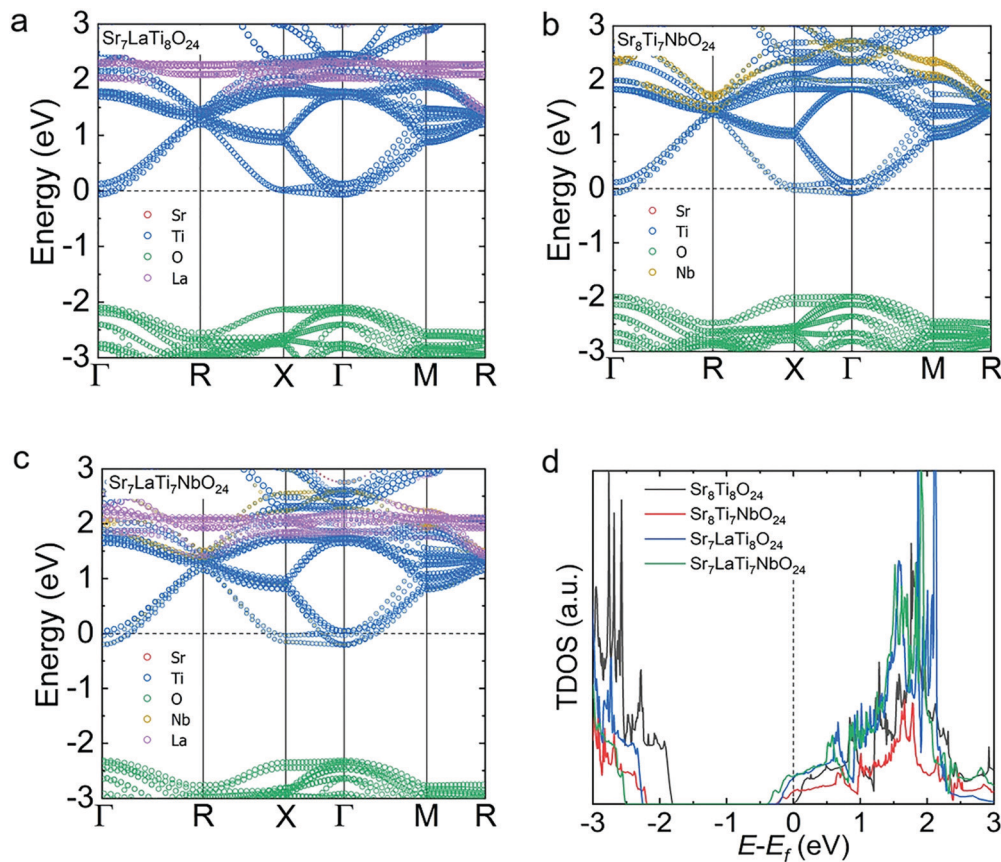 a
Sr₇LaTi₈O₂₄
Energy (eV)
3
2
1
0
-1
-2
-3
Sr
Ti
O
La
Γ R X Γ M R
b
Sr₈Ti₇NbO₂₄
Energy (eV)
3
2
1
0
-1
-2
-3
Sr
Ti
O
Nb
Γ R X Γ M R
c
Sr₇LaTi₇NbO₂₄
Energy (eV)
3
2
1
0
-1
-2
-3
Sr
Ti
O
Nb
La
Γ R X Γ M R
d
TDOS (a.u.)
Sr₈Ti₈O₂₄
Sr₈Ti₇NbO₂₄
Sr₇LaTi₈O₂₄
Sr₇LaTi₇NbO₂₄
-3 -2 -1 0 1 2 3
E-E_f (eV)